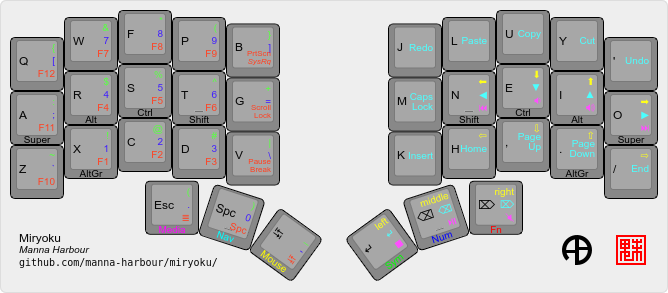 Q
[
F12
W
&
7
F7
F
8
F8
P
9
F9
B
]
PrtScn
SysRq
J
Redo
L
Paste
U
Copy
Y
Cut
'
Undo
A
;
F11
Super
R
$
4
F4
Alt
S
5
F5
Ctrl
T
6
F6
Shift
G
=
Scroll
Lock
M
Caps
Lock
N
Shift
E
Ctrl
I
Alt
O
Super
Z
F10
X
1
F1
AltGr
C
2
F2
D
3
F3
V
\
Pause
Break
K
Insert
H
Home
,
Page
Up
.
Page
Down
AltGr
/
End
Esc
.
Media
Spc
0
Spc
Nav
Mouse
left
middle
Num
right
Fn
Miryoku
Manna Harbour
github.com/manna-harbour/miryoku/